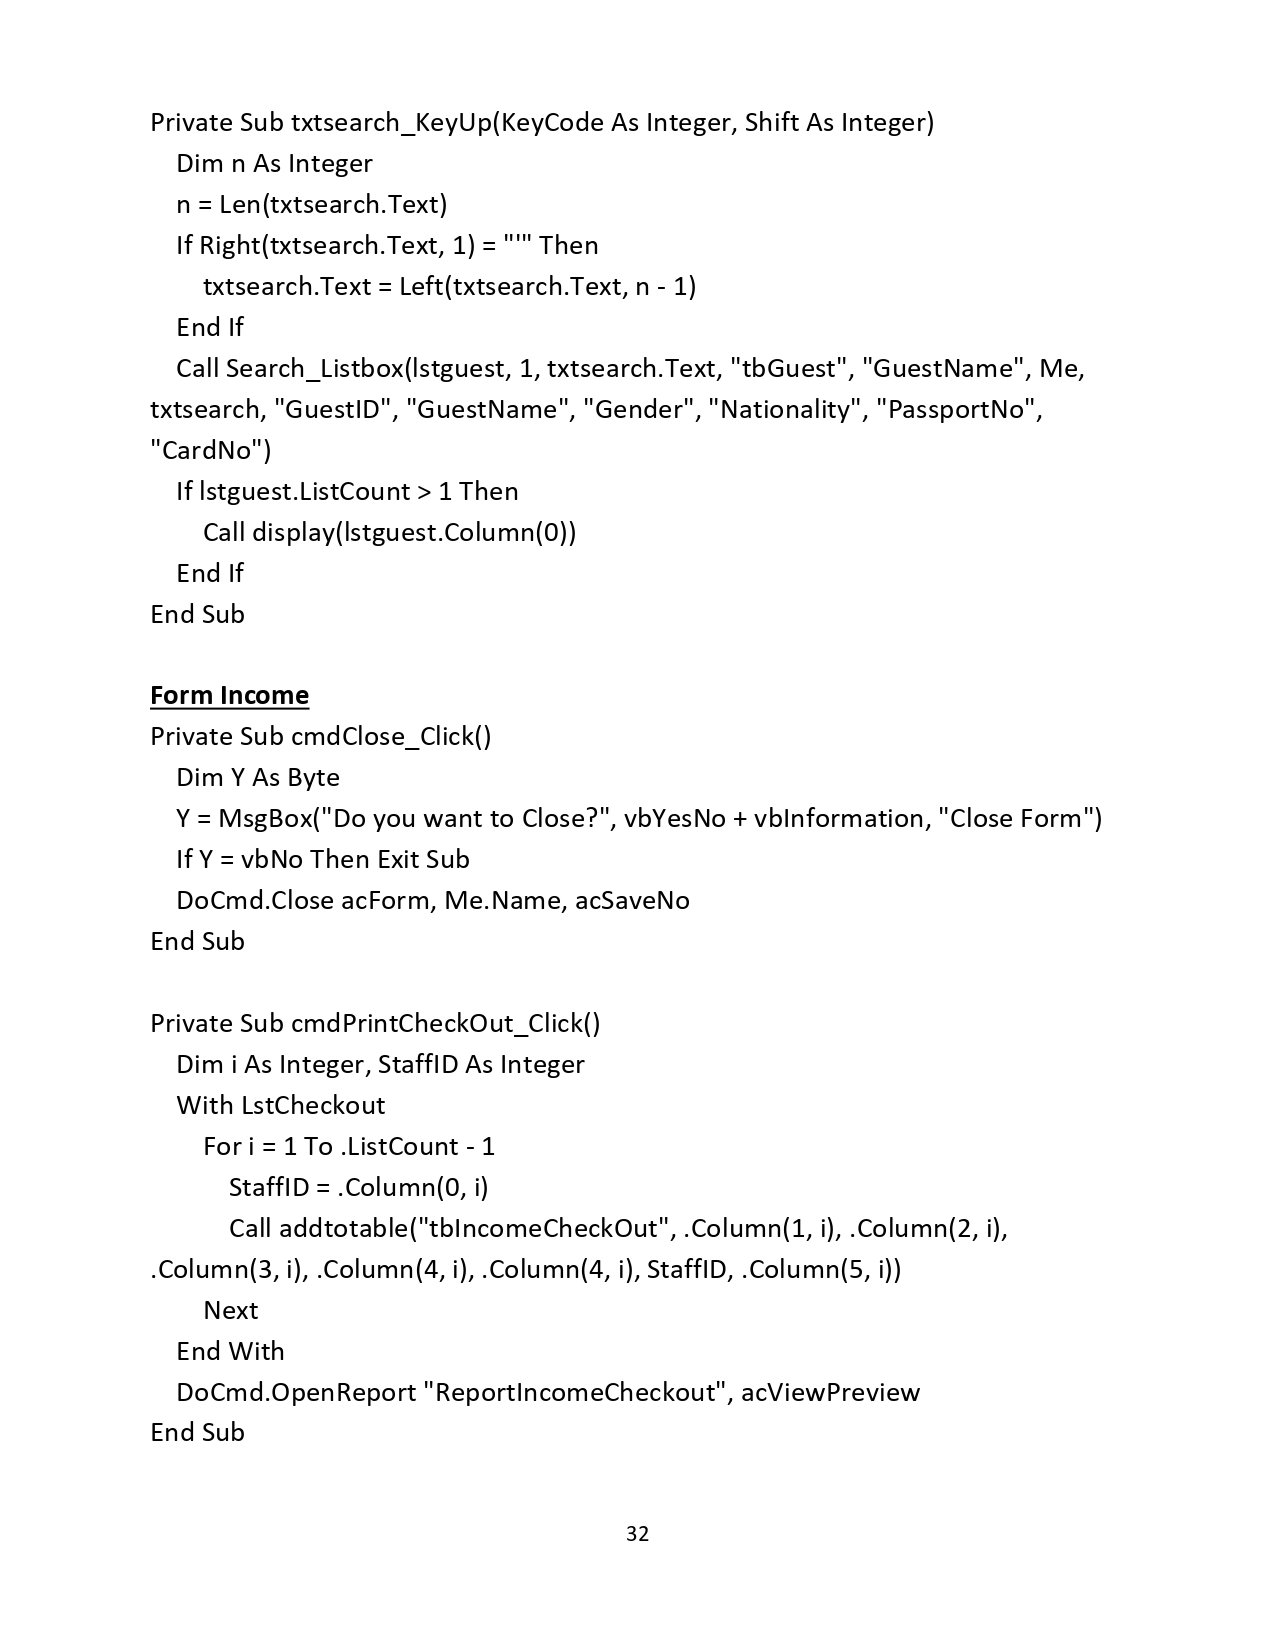 Private Sub txtsearch_KeyUp(KeyCode As Integer, Shift As Integer)
Dim n As Integer
n = Len(txtsearch.Text)
If Right(txtsearch.Text, 1) = "'" Then
txtsearch.Text = Left(txtsearch.Text, n - 1)
End If
Call Search_Listbox(lstguest, 1, txtsearch.Text, "tbGuest", "GuestName", Me,
txtsearch, "GuestID", "GuestName", "Gender", "Nationality", "PassportNo",
"CardNo")
If lstguest.ListCount > 1 Then
Call display(lstguest.Column(0))
End If
End Sub
Form Income
Private Sub cmdClose_Click()
Dim Y As Byte
Y = MsgBox("Do you want to Close?", vbYesNo + vbInformation, "Close Form")
If Y = vbNo Then Exit Sub
DoCmd.Close acForm, Me.Name, acSaveNo
End Sub
Private Sub cmdPrintCheckOut_Click()
Dim i As Integer, StaffID As Integer
With LstCheckout
For i = 1 To .ListCount - 1
StaffID = .Column(0, i)
Call addtotable("tbIncomeCheckOut", .Column(1, i), .Column(2, i),
.Column(3, i), .Column(4, i), .Column(4, i), StaffID, .Column(5, i))
Next
End With
DoCmd.OpenReport "ReportIncomeCheckout", acViewPreview
End Sub
32